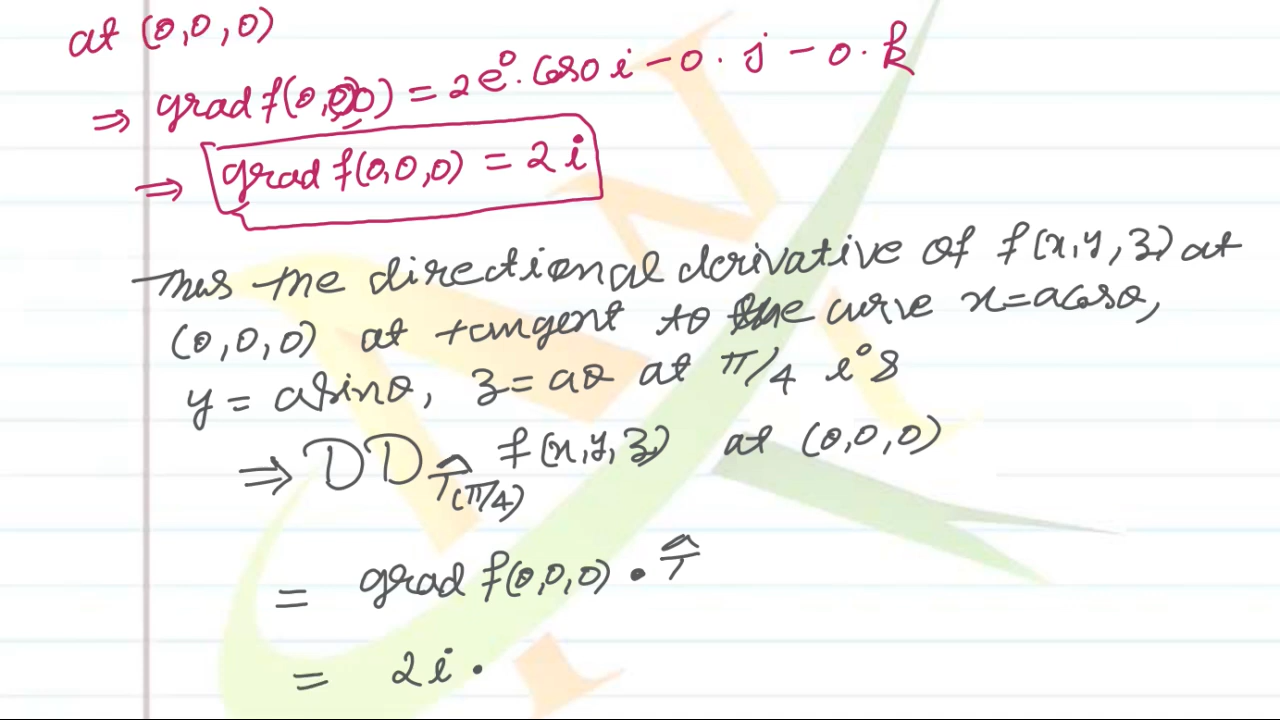 at (0,0,0)
⇒ grad f(0,0,0) = 2e⁰. Cos0 i - 0. j - 0. k
⇒ grad f(0,0,0) = 2 i
Thus the directional derivative of f(x,y,z) at
(0,0,0) at tangent to the curve x=acosθ,
y = asinθ, z = aθ at π/4 is
⇒ DD T̂(π/4) f(x,y,z) at (0,0,0)
= grad f(0,0,0) • T̂
= 2i •